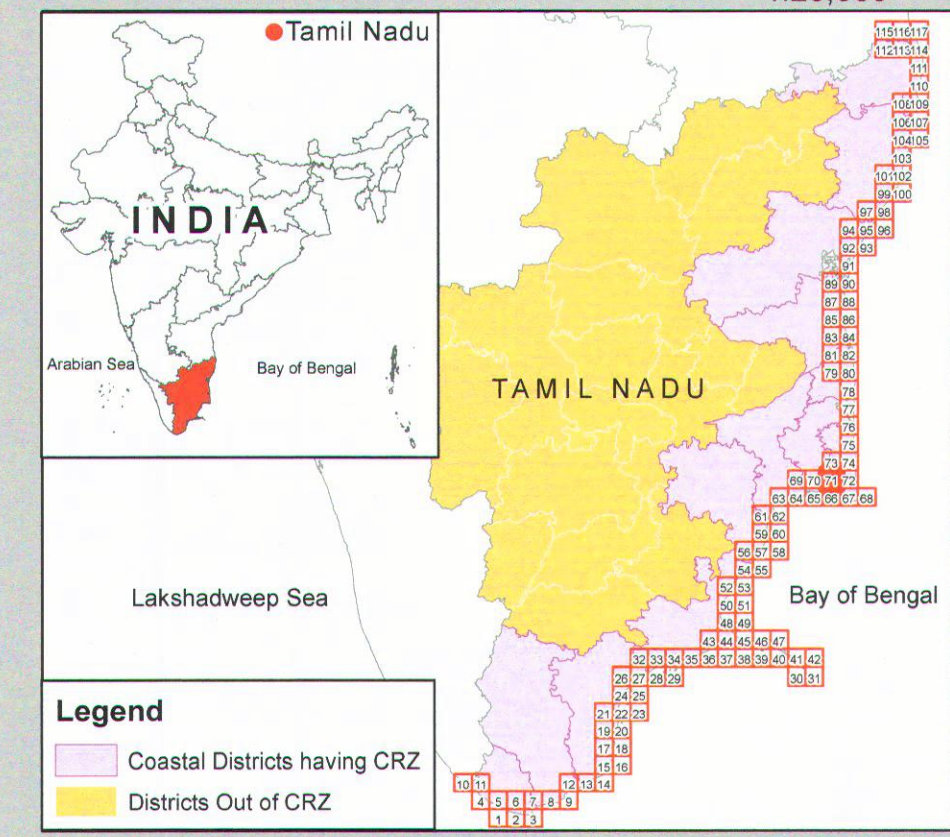 Tamil Nadu
INDIA
Arabian Sea
Bay of Bengal
TAMIL NADU
Lakshadweep Sea
Bay of Bengal
Legend
Coastal Districts having CRZ
Districts Out of CRZ
115 116 117
112 113 114
111
110
109
106 107
104 105
103
101 102
99 100
97 98
94 95 96
92 93
91
89 90
87 88
85 86
83 84
81 82
79 80
78
77
76
75
73 74
69 70 71 72
63 64 65 66 67 68
61 62
59 60
56 57 58
54 55
52 53
50 51
48 49
43 44 45 46 47
32 33 34 35 36 37 38 39 40 41 42
26 27 28 29 30 31
24 25
21 22 23
19 20
17 18
15 16
10 11 12 13 14
4 5 6 7 8 9
1 2 3